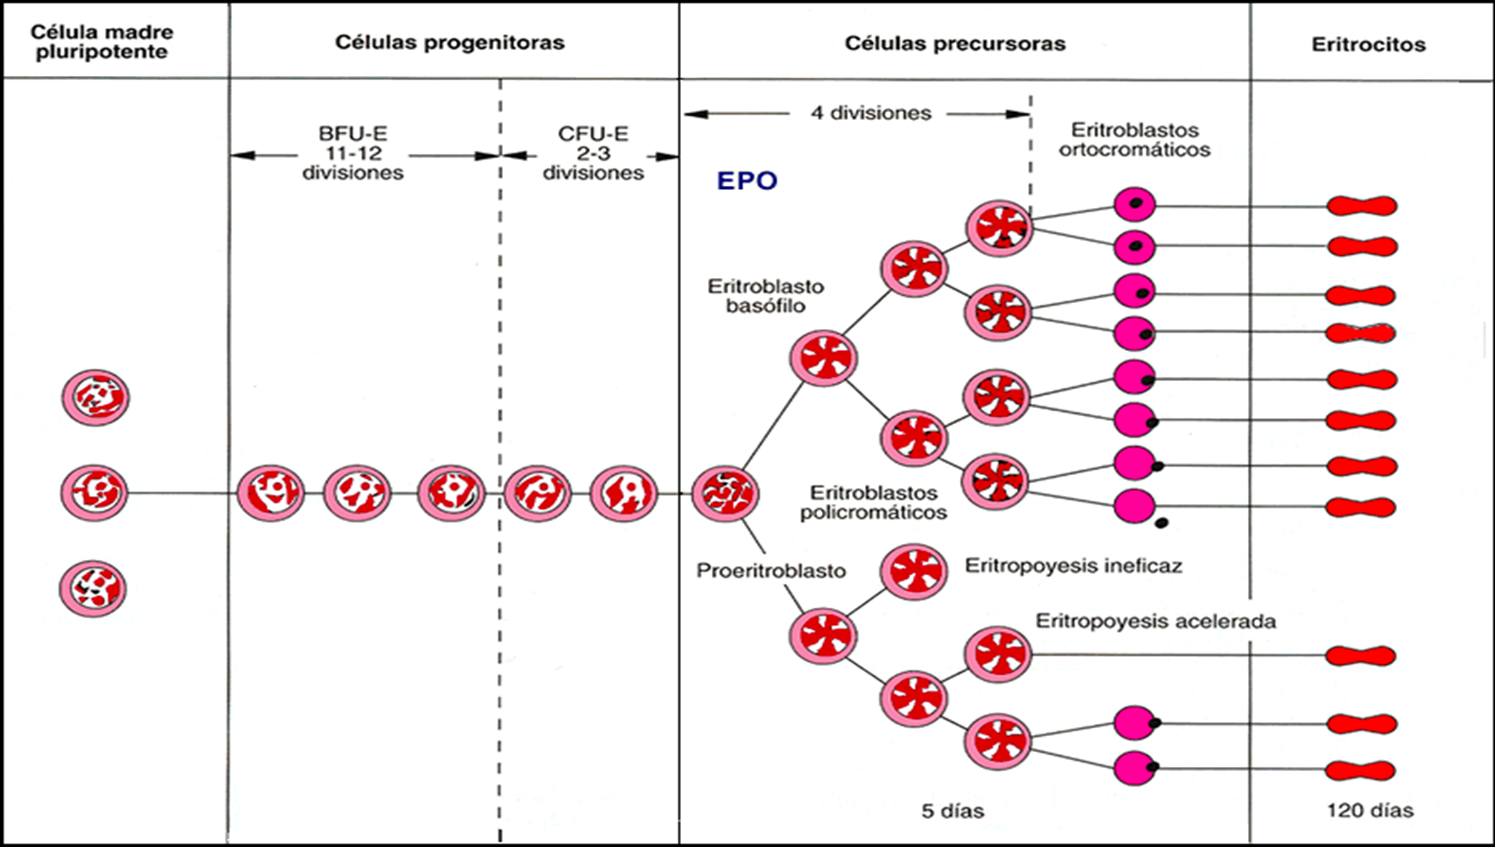 Célula madre
pluripotente
Células progenitoras
Células precursoras
Eritrocitos
BFU-E
11-12
divisiones
CFU-E
2-3
divisiones
4 divisiones
EPO
Eritroblastos
ortocromáticos
Eritroblasto
basófilo
Eritroblastos
policromáticos
Proeritroblasto
Eritropoyesis ineficaz
Eritropoyesis acelerada
5 días
120 días